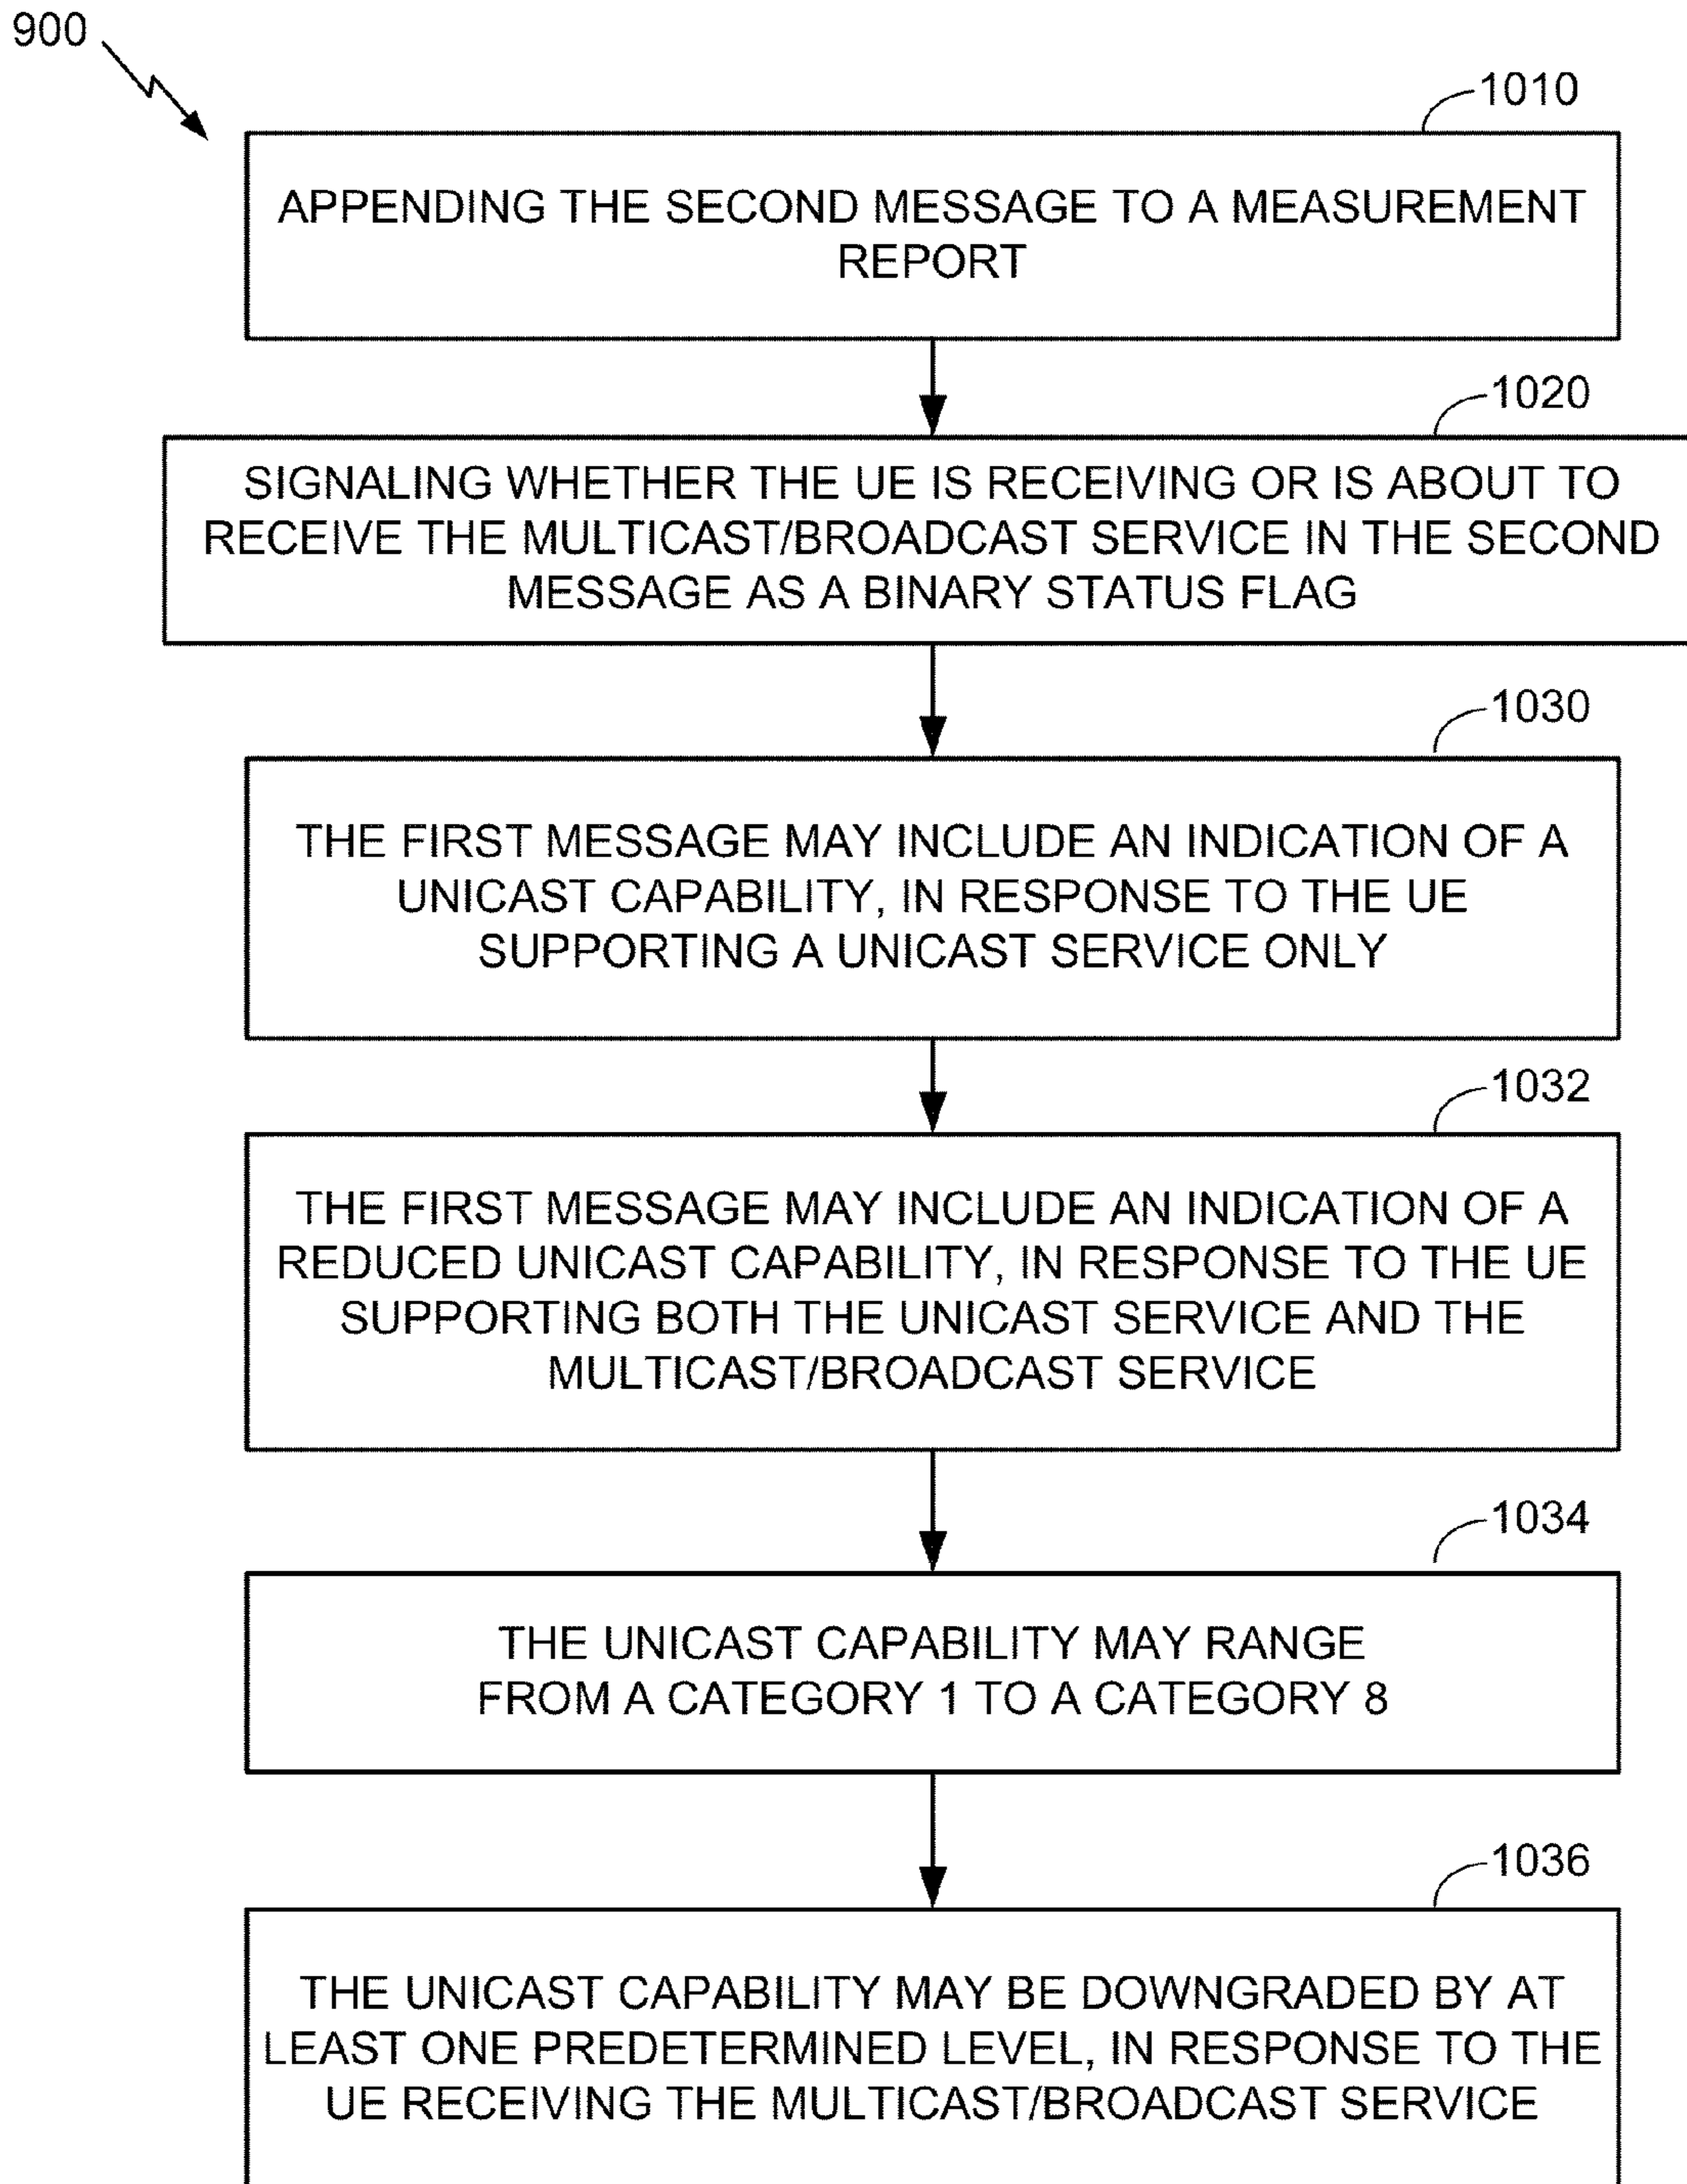 900
1010
APPENDING THE SECOND MESSAGE TO A MEASUREMENT
REPORT
1020
SIGNALING WHETHER THE UE IS RECEIVING OR IS ABOUT TO
RECEIVE THE MULTICAST/BROADCAST SERVICE IN THE SECOND
MESSAGE AS A BINARY STATUS FLAG
1030
THE FIRST MESSAGE MAY INCLUDE AN INDICATION OF A
UNICAST CAPABILITY, IN RESPONSE TO THE UE
SUPPORTING A UNICAST SERVICE ONLY
1032
THE FIRST MESSAGE MAY INCLUDE AN INDICATION OF A
REDUCED UNICAST CAPABILITY, IN RESPONSE TO THE UE
SUPPORTING BOTH THE UNICAST SERVICE AND THE
MULTICAST/BROADCAST SERVICE
1034
THE UNICAST CAPABILITY MAY RANGE
FROM A CATEGORY 1 TO A CATEGORY 8
1036
THE UNICAST CAPABILITY MAY BE DOWNGRADED BY AT
LEAST ONE PREDETERMINED LEVEL, IN RESPONSE TO THE
UE RECEIVING THE MULTICAST/BROADCAST SERVICE